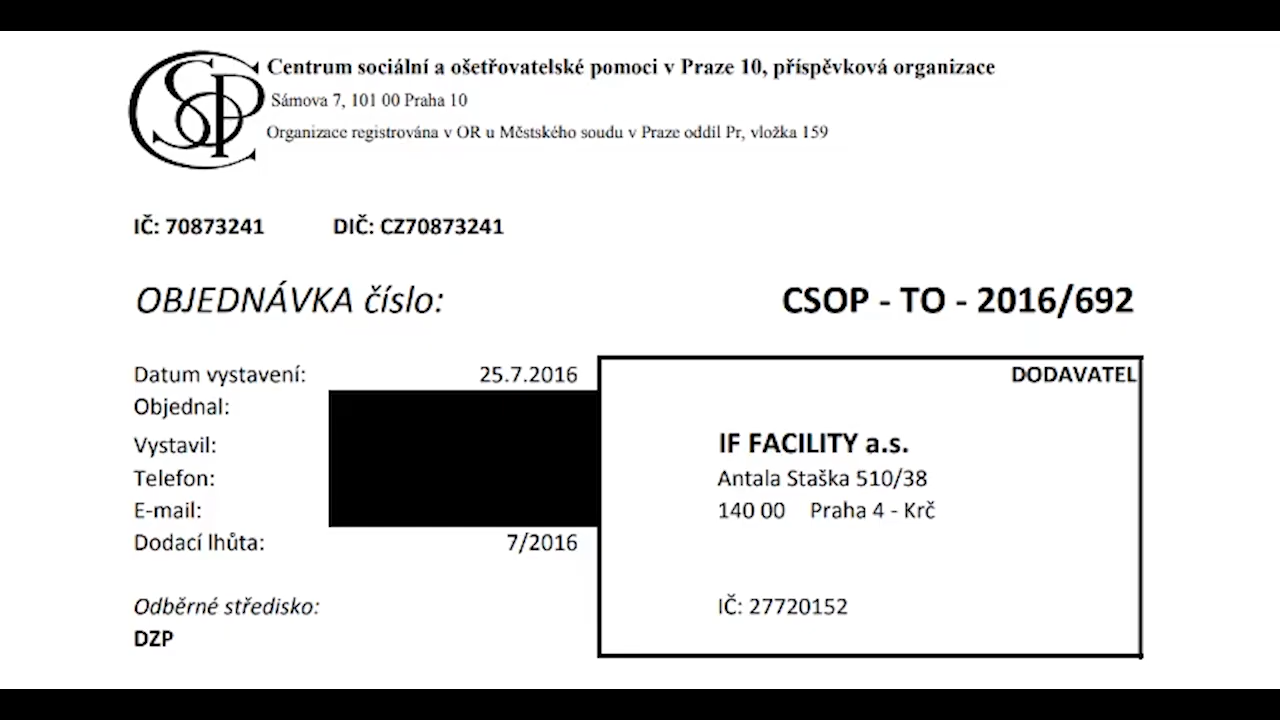 CSOP
Centrum sociální a ošetřovatelské pomoci v Praze 10, příspěvková organizace
Sámova 7, 101 00 Praha 10
Organizace registrována v OR u Městského soudu v Praze oddíl Pr, vložka 159
IČ: 70873241 DIČ: CZ70873241
OBJEDNÁVKA číslo: CSOP - TO - 2016/692
Datum vystavení: 25.7.2016
Objednal:
Vystavil:
Telefon:
E-mail:
Dodací lhůta: 7/2016
Odběrné středisko:
DZP
DODAVATEL
IF FACILITY a.s.
Antala Staška 510/38
140 00 Praha 4 - Krč
IČ: 27720152